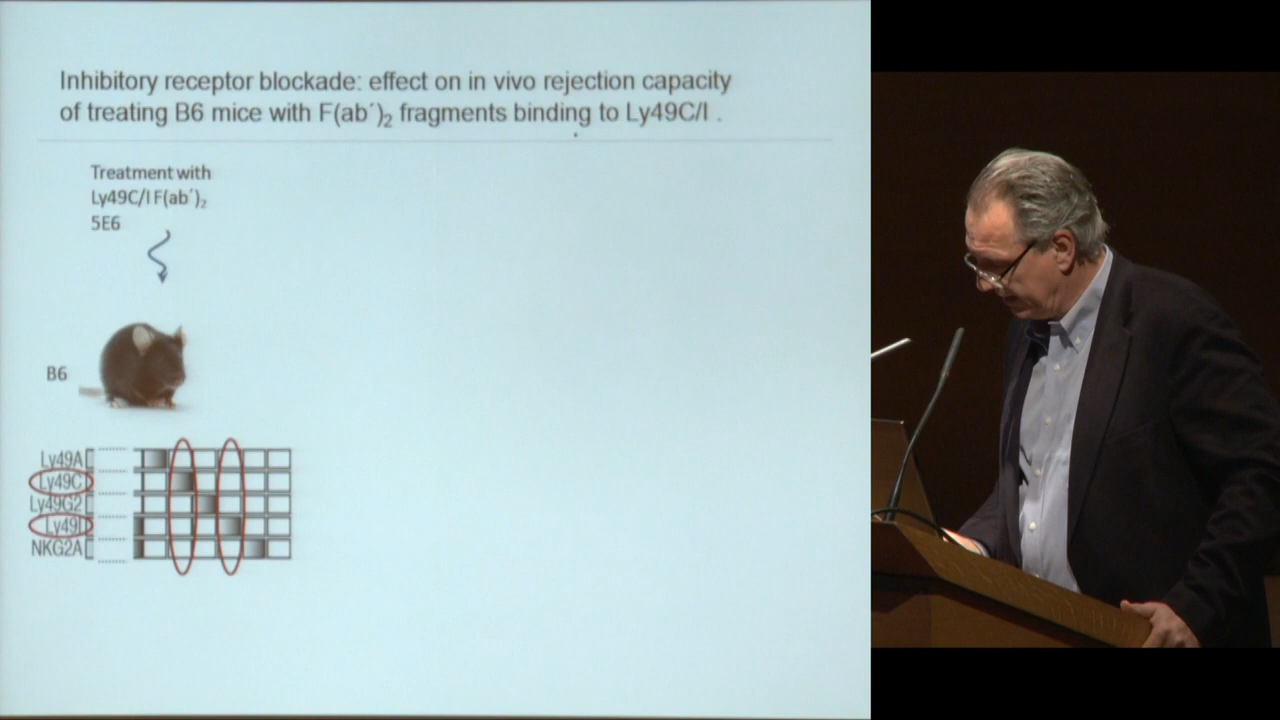 Inhibitory receptor blockade: effect on in vivo rejection capacity
of treating B6 mice with F(ab´)₂ fragments binding to Ly49C/I .
Treatment with
Ly49C/I F(ab´)₂
5E6
B6
Ly49A
Ly49C
Ly49G2
Ly49I
NKG2A